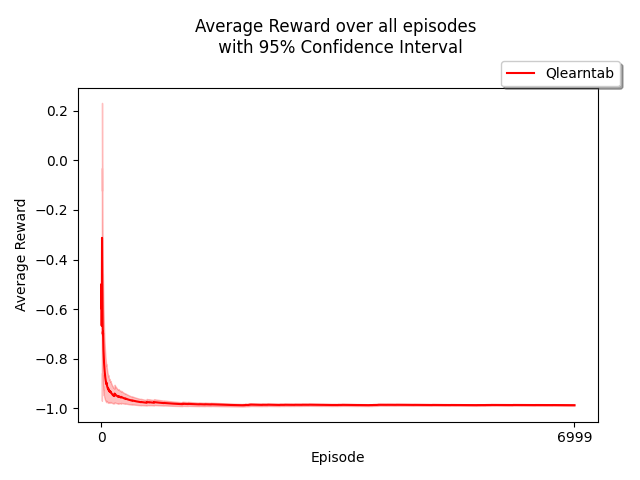 Average Reward over all episodes
with 95% Confidence Interval
Qlearntab
0.2
0.0
−0.2
−0.4
−0.6
−0.8
−1.0
Average Reward
0
6999
Episode